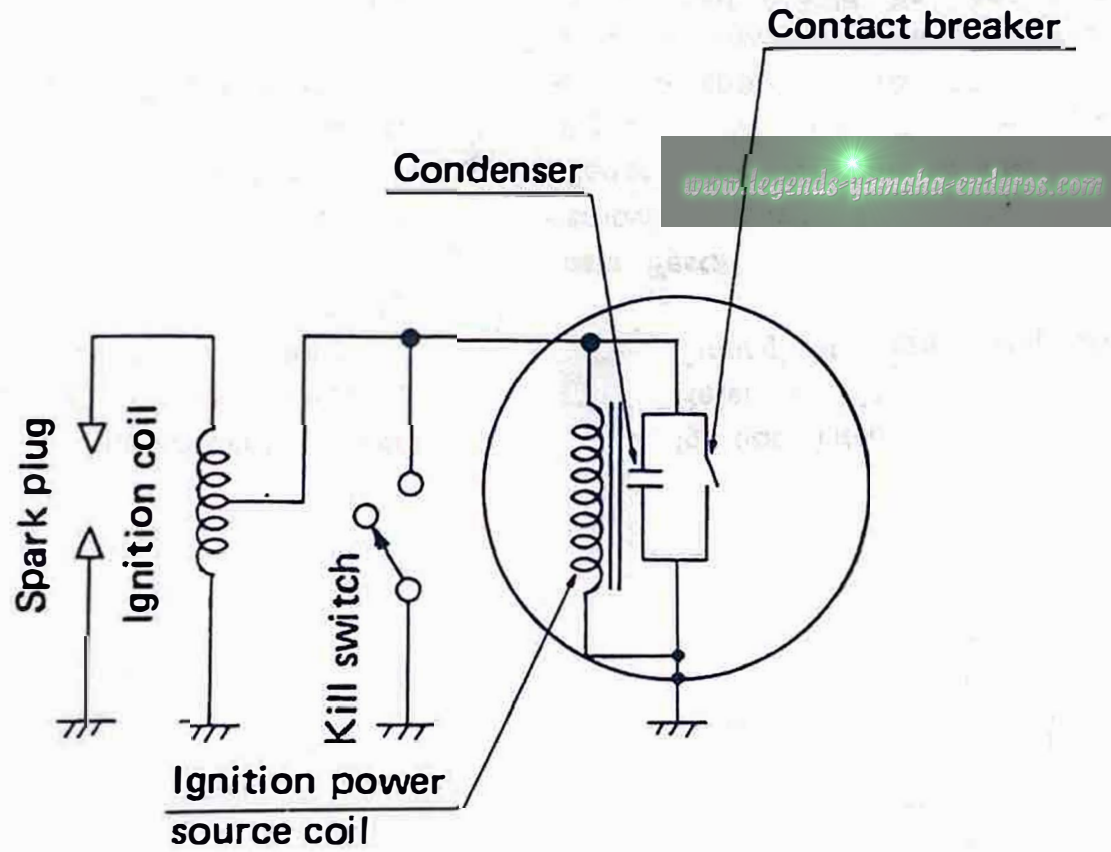 Contact breaker
Condenser
www.legends-yamaha-enduros.com
Spark plug
Ignition coil
Kill switch
Ignition power
source coil